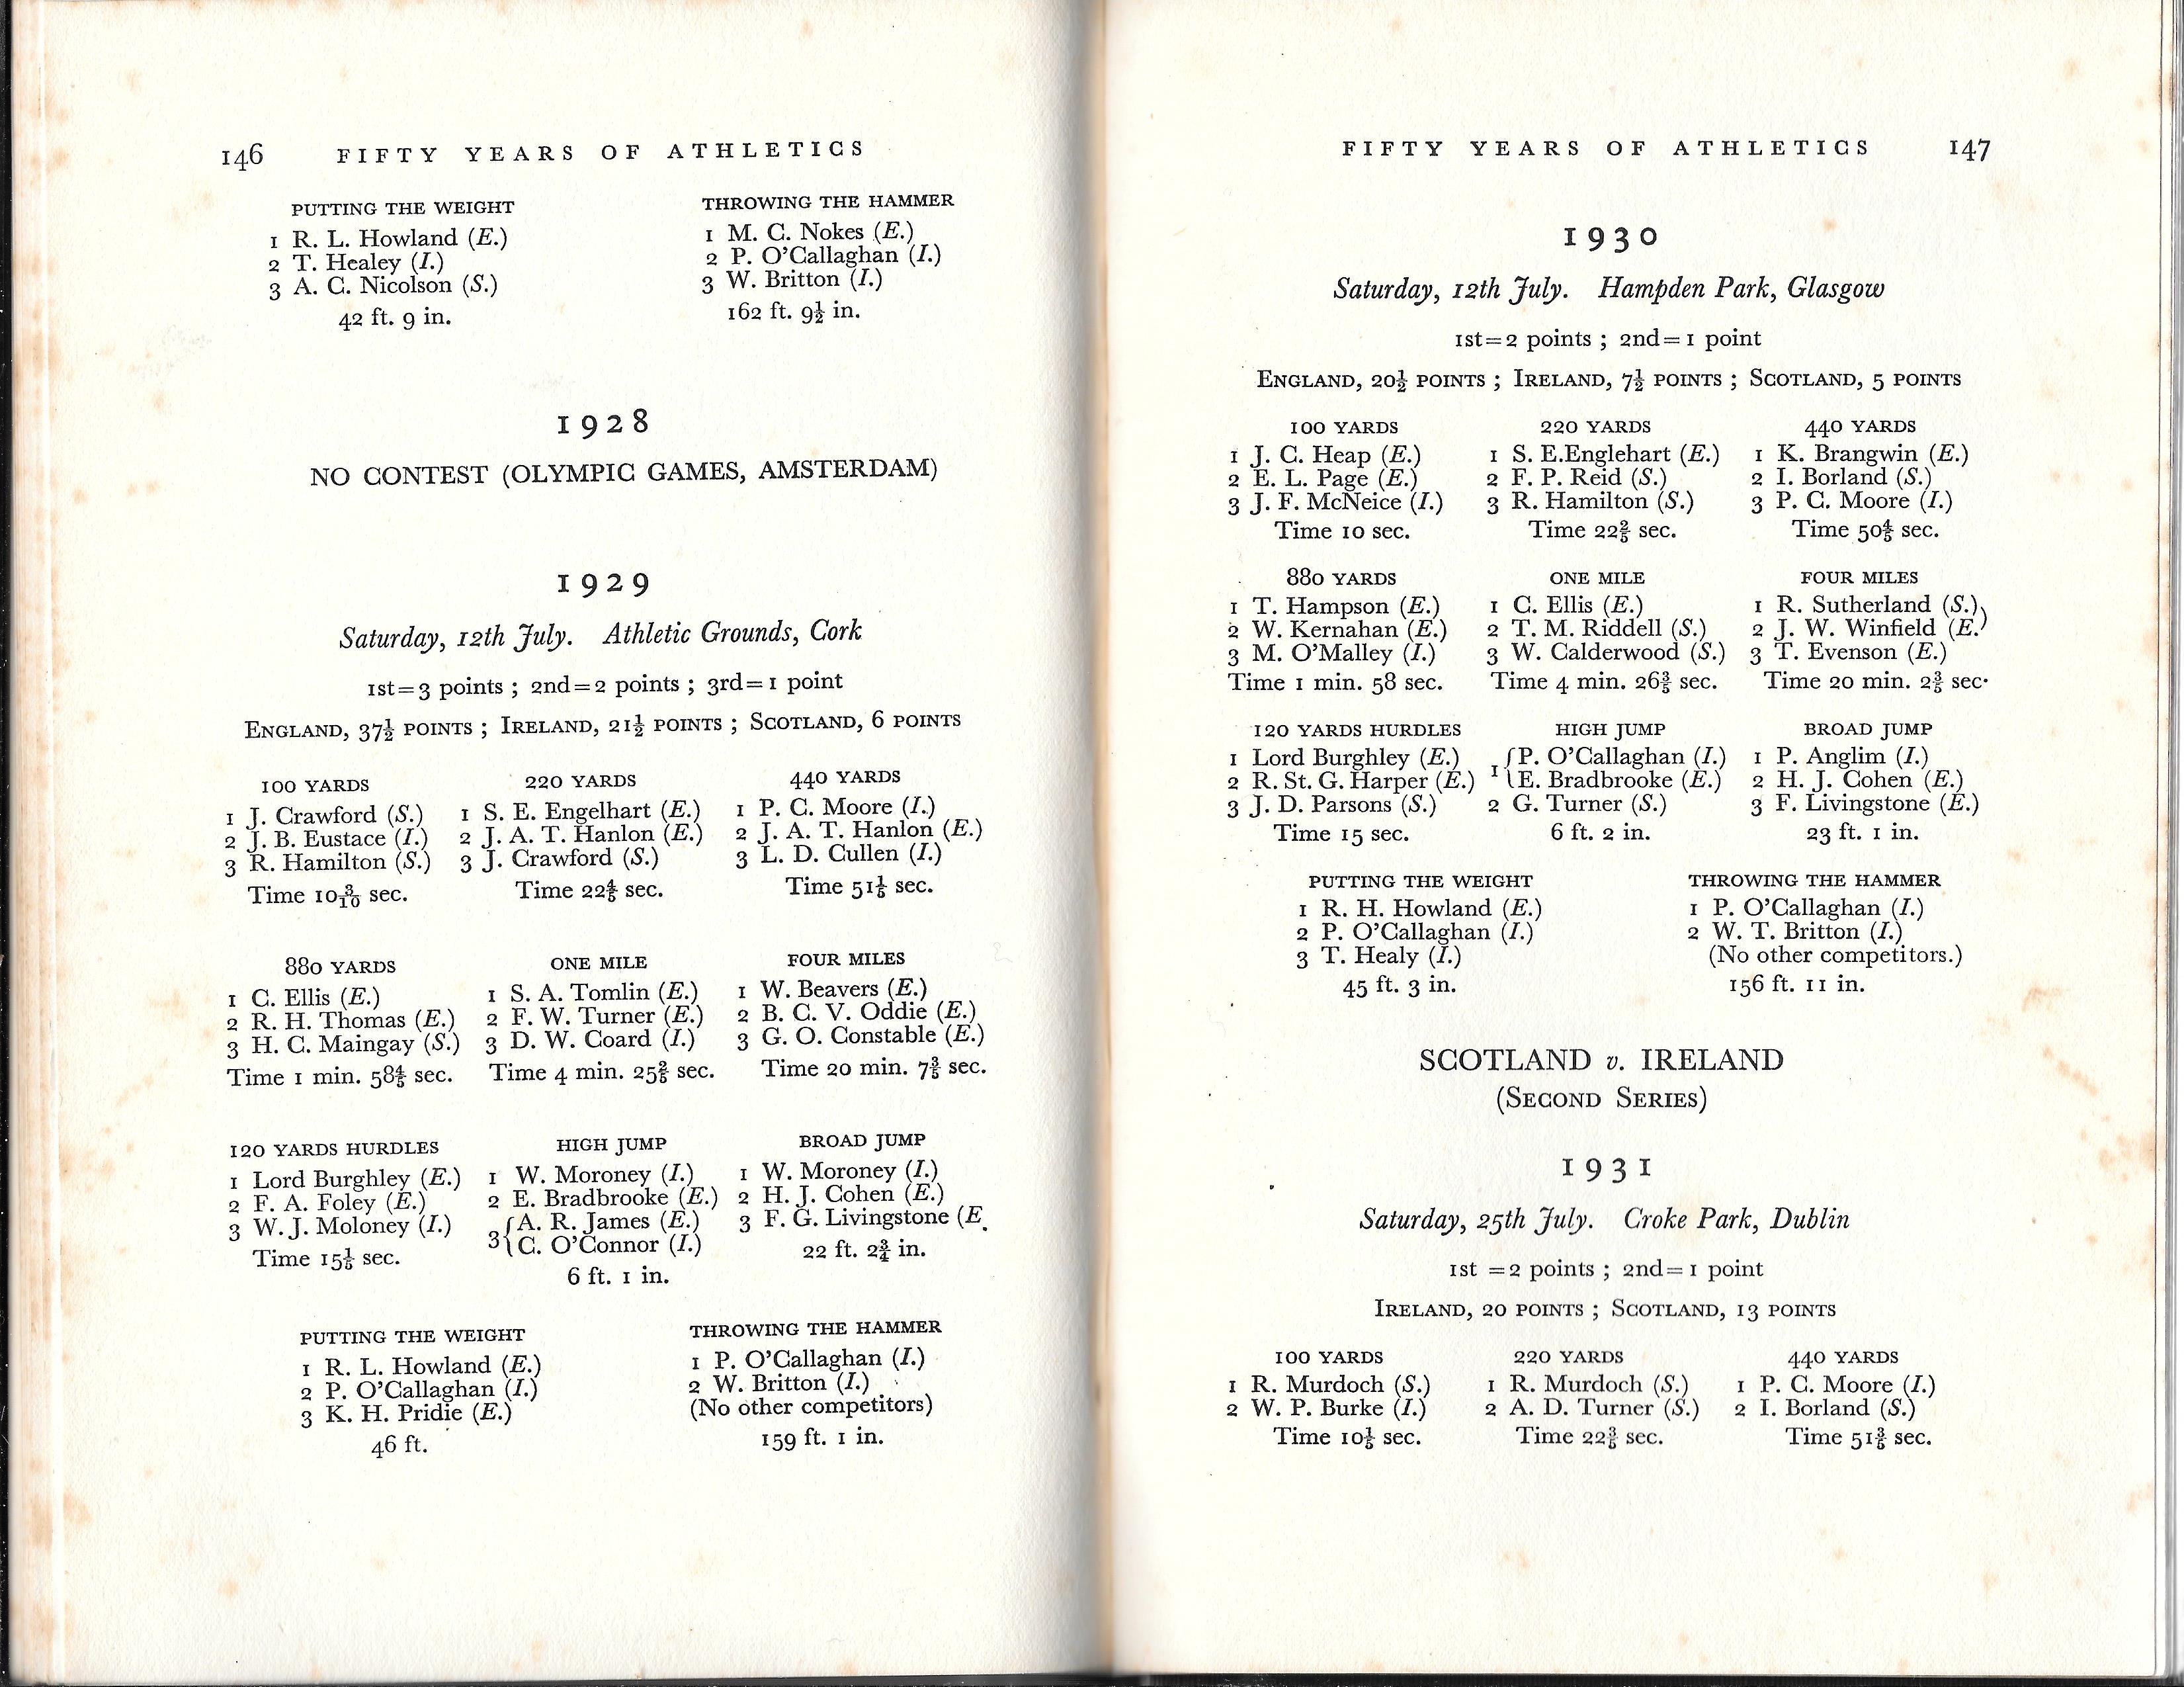 146 FIFTY YEARS OF ATHLETICS
PUTTING THE WEIGHT
1 R. L. Howland (E.)
2 T. Healey (I.)
3 A. C. Nicolson (S.)
42 ft. 9 in.
THROWING THE HAMMER
1 M. C. Nokes (E.)
2 P. O'Callaghan (I.)
3 W. Britton (I.)
162 ft. 9½ in.
1928
NO CONTEST (OLYMPIC GAMES, AMSTERDAM)
1929
Saturday, 12th July. Athletic Grounds, Cork
1st=3 points ; 2nd=2 points ; 3rd=1 point
ENGLAND, 37½ POINTS ; IRELAND, 21½ POINTS ; SCOTLAND, 6 POINTS
100 YARDS
1 J. Crawford (S.)
2 J. B. Eustace (I.)
3 R. Hamilton (S.)
Time 10 3/10 sec.
220 YARDS
1 S. E. Engelhart (E.)
2 J. A. T. Hanlon (E.)
3 J. Crawford (S.)
Time 22⅘ sec.
440 YARDS
1 P. C. Moore (I.)
2 J. A. T. Hanlon (E.)
3 L. D. Cullen (I.)
Time 51⅕ sec.
880 YARDS
1 C. Ellis (E.)
2 R. H. Thomas (E.)
3 H. C. Maingay (S.)
Time 1 min. 58⅘ sec.
ONE MILE
1 S. A. Tomlin (E.)
2 F. W. Turner (E.)
3 D. W. Coard (I.)
Time 4 min. 25⅖ sec.
FOUR MILES
1 W. Beavers (E.)
2 B. C. V. Oddie (E.)
3 G. O. Constable (E.)
Time 20 min. 7⅗ sec.
120 YARDS HURDLES
1 Lord Burghley (E.)
2 F. A. Foley (E.)
3 W. J. Moloney (I.)
Time 15⅕ sec.
HIGH JUMP
1 W. Moroney (I.)
2 E. Bradbrooke (E.)
3 { A. R. James (E.)
{ C. O'Connor (I.)
6 ft. 1 in.
BROAD JUMP
1 W. Moroney (I.)
2 H. J. Cohen (E.)
3 F. G. Livingstone (E.
22 ft. 2¾ in.
PUTTING THE WEIGHT
1 R. L. Howland (E.)
2 P. O'Callaghan (I.)
3 K. H. Pridie (E.)
46 ft.
THROWING THE HAMMER
1 P. O'Callaghan (I.)
2 W. Britton (I.)
(No other competitors)
159 ft. 1 in.
FIFTY YEARS OF ATHLETICS 147
1930
Saturday, 12th July. Hampden Park, Glasgow
1st=2 points ; 2nd=1 point
ENGLAND, 20½ POINTS ; IRELAND, 7½ POINTS ; SCOTLAND, 5 POINTS
100 YARDS
1 J. C. Heap (E.)
2 E. L. Page (E.)
3 J. F. McNeice (I.)
Time 10 sec.
220 YARDS
1 S. E.Englehart (E.)
2 F. P. Reid (S.)
3 R. Hamilton (S.)
Time 22⅖ sec.
440 YARDS
1 K. Brangwin (E.)
2 I. Borland (S.)
3 P. C. Moore (I.)
Time 50⅘ sec.
880 YARDS
1 T. Hampson (E.)
2 W. Kernahan (E.)
3 M. O'Malley (I.)
Time 1 min. 58 sec.
ONE MILE
1 C. Ellis (E.)
2 T. M. Riddell (S.)
3 W. Calderwood (S.)
Time 4 min. 26⅗ sec.
FOUR MILES
1 R. Sutherland (S.)
2 J. W. Winfield (E.)
3 T. Evenson (E.)
Time 20 min. 2⅗ sec.
120 YARDS HURDLES
1 Lord Burghley (E.)
2 R. St. G. Harper (E.)
3 J. D. Parsons (S.)
Time 15 sec.
HIGH JUMP
1 { P. O'Callaghan (I.)
{ E. Bradbrooke (E.)
2 G. Turner (S.)
6 ft. 2 in.
BROAD JUMP
1 P. Anglim (I.)
2 H. J. Cohen (E.)
3 F. Livingstone (E.)
23 ft. 1 in.
PUTTING THE WEIGHT
1 R. H. Howland (E.)
2 P. O'Callaghan (I.)
3 T. Healy (I.)
45 ft. 3 in.
THROWING THE HAMMER
1 P. O'Callaghan (I.)
2 W. T. Britton (I.)
(No other competitors.)
156 ft. 11 in.
SCOTLAND v. IRELAND
(SECOND SERIES)
1931
Saturday, 25th July. Croke Park, Dublin
1st =2 points ; 2nd=1 point
IRELAND, 20 POINTS ; SCOTLAND, 13 POINTS
100 YARDS
1 R. Murdoch (S.)
2 W. P. Burke (I.)
Time 10⅕ sec.
220 YARDS
1 R. Murdoch (S.)
2 A. D. Turner (S.)
Time 22⅗ sec.
440 YARDS
1 P. C. Moore (I.)
2 I. Borland (S.)
Time 51⅗ sec.